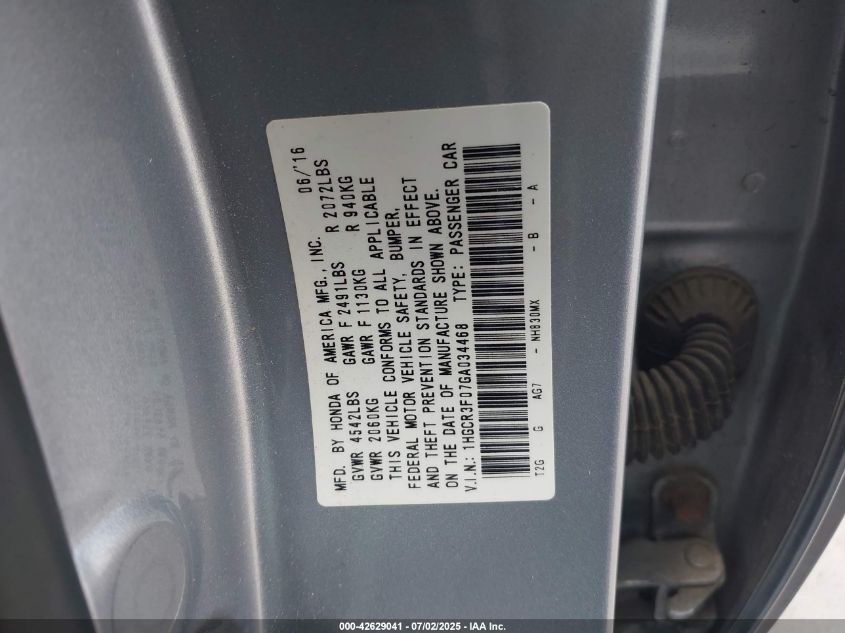 MFD. BY HONDA OF AMERICA MFG., INC. 06/'16
GVWR 4542LBS GAWR F 2491LBS R 2072LBS
GVWR 2060KG GAWR F 1130KG R 940KG
THIS VEHICLE CONFORMS TO ALL APPLICABLE
FEDERAL MOTOR VEHICLE SAFETY, BUMPER,
AND THEFT PREVENTION STANDARDS IN EFFECT
ON THE DATE OF MANUFACTURE SHOWN ABOVE.
V.I.N.: 1HGCR3F07GA034468 TYPE: PASSENGER CAR
T2G G AG7 - NH830MX - B - A
000-42629041 - 07/02/2025 - IAA Inc.